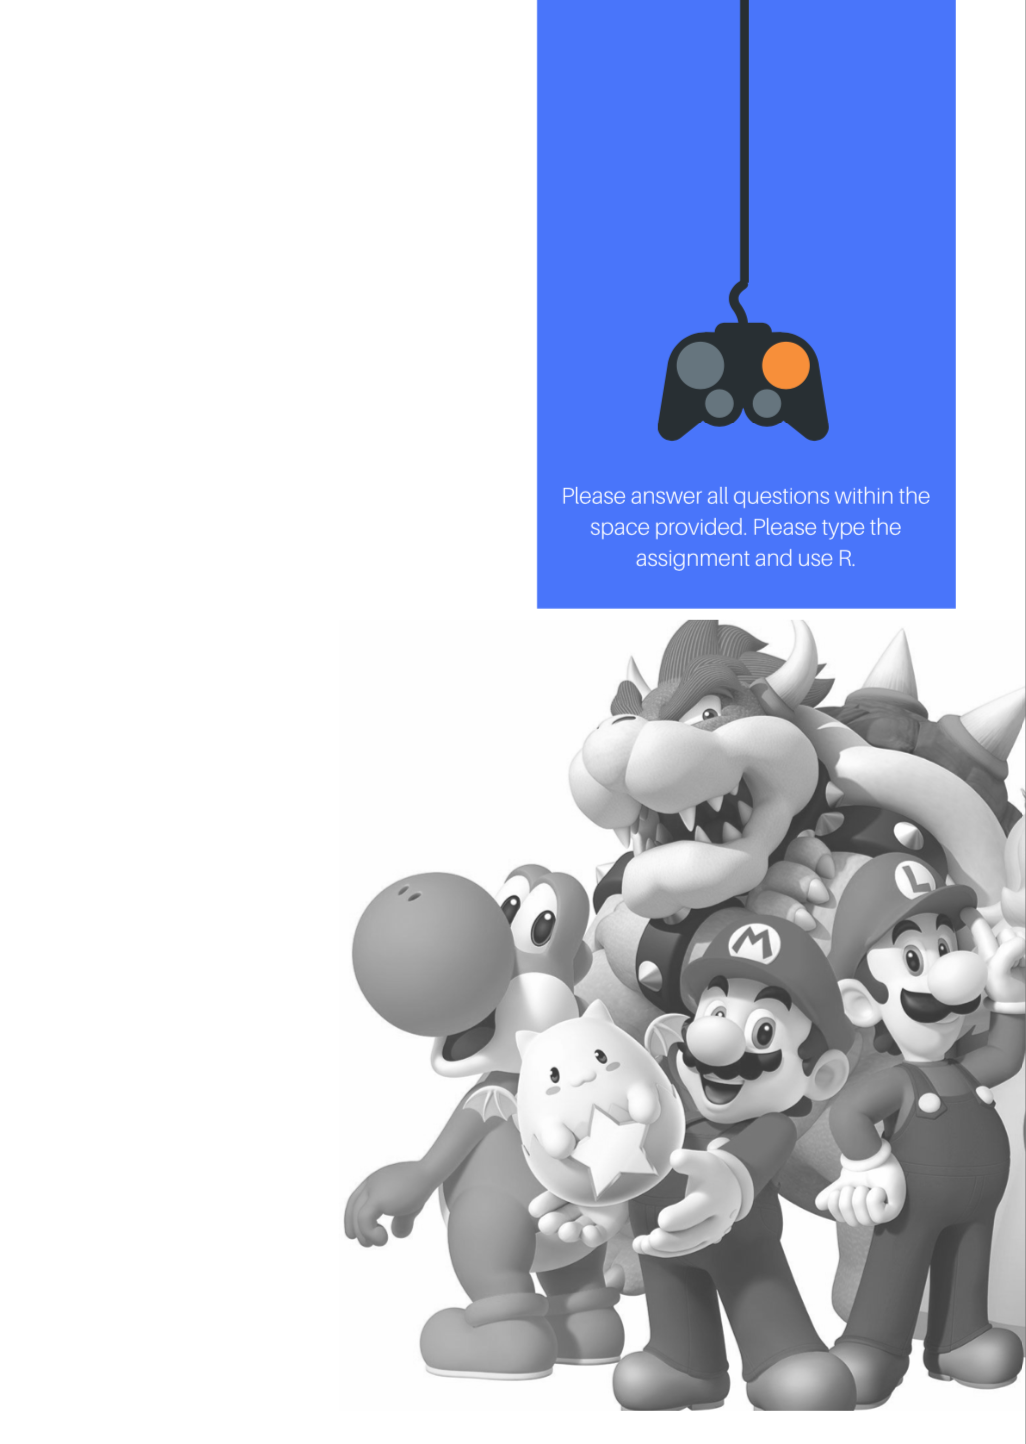 Please answer all questions within the
space provided. Please type the
assignment and use R.
L
M